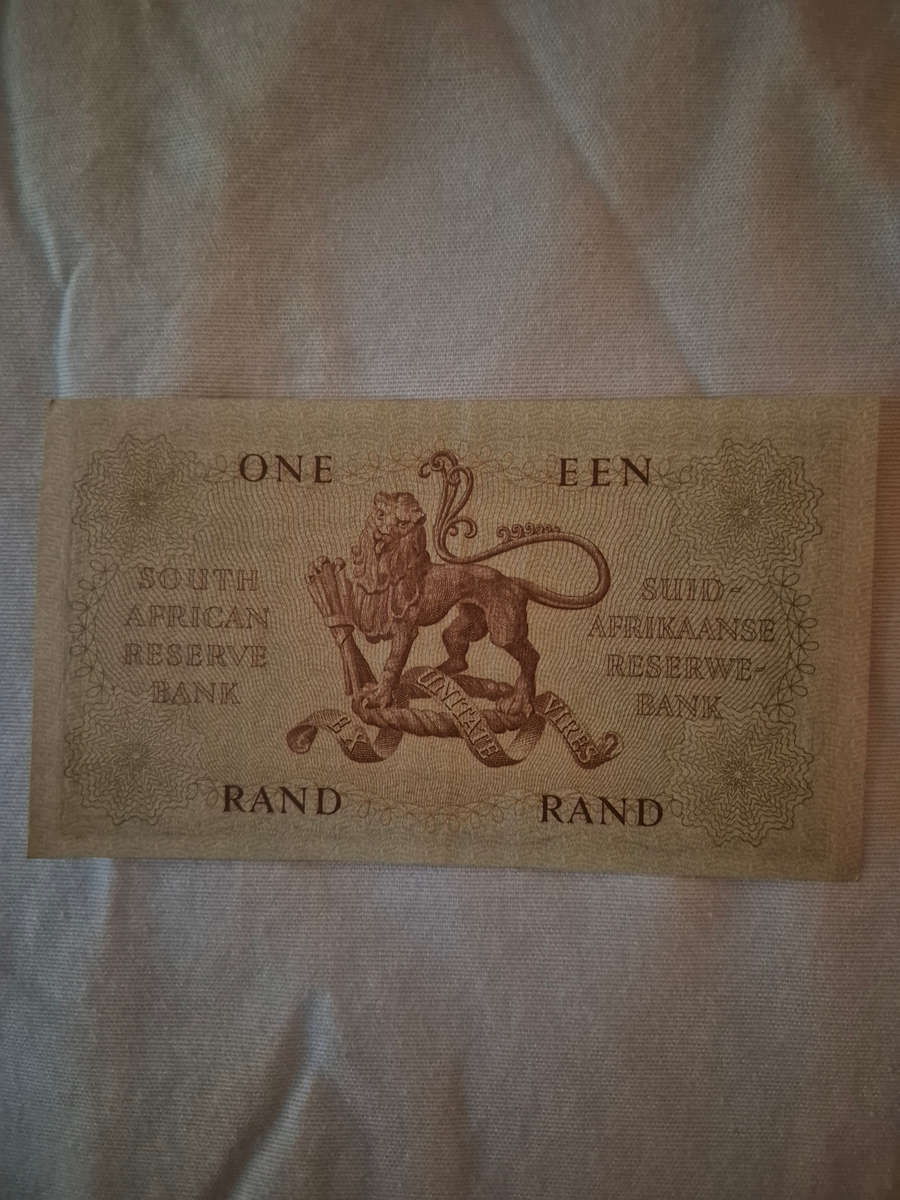 ONE EEN
SOUTH
AFRICAN
RESERVE
BANK
SUID-
AFRIKAANSE
RESERWE-
BANK
EX UNITATE VIRES
RAND RAND